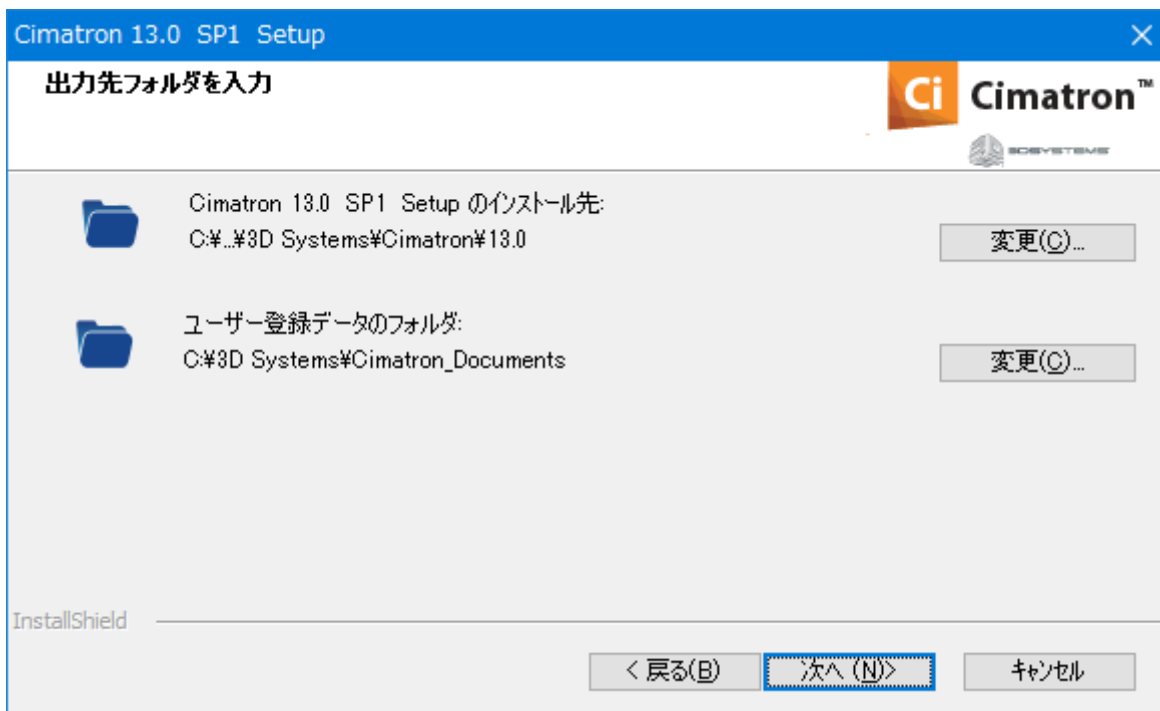 Cimatron 13.0 SP1 Setup
出力先フォルダを入力
Ci Cimatron™
3D SYSTEMS
Cimatron 13.0 SP1 Setup のインストール先:
C:¥...¥3D Systems¥Cimatron¥13.0
変更(C)...
ユーザー登録データのフォルダ:
C:¥3D Systems¥Cimatron_Documents
変更(C)...
InstallShield
< 戻る(B)
次へ (N)>
キャンセル